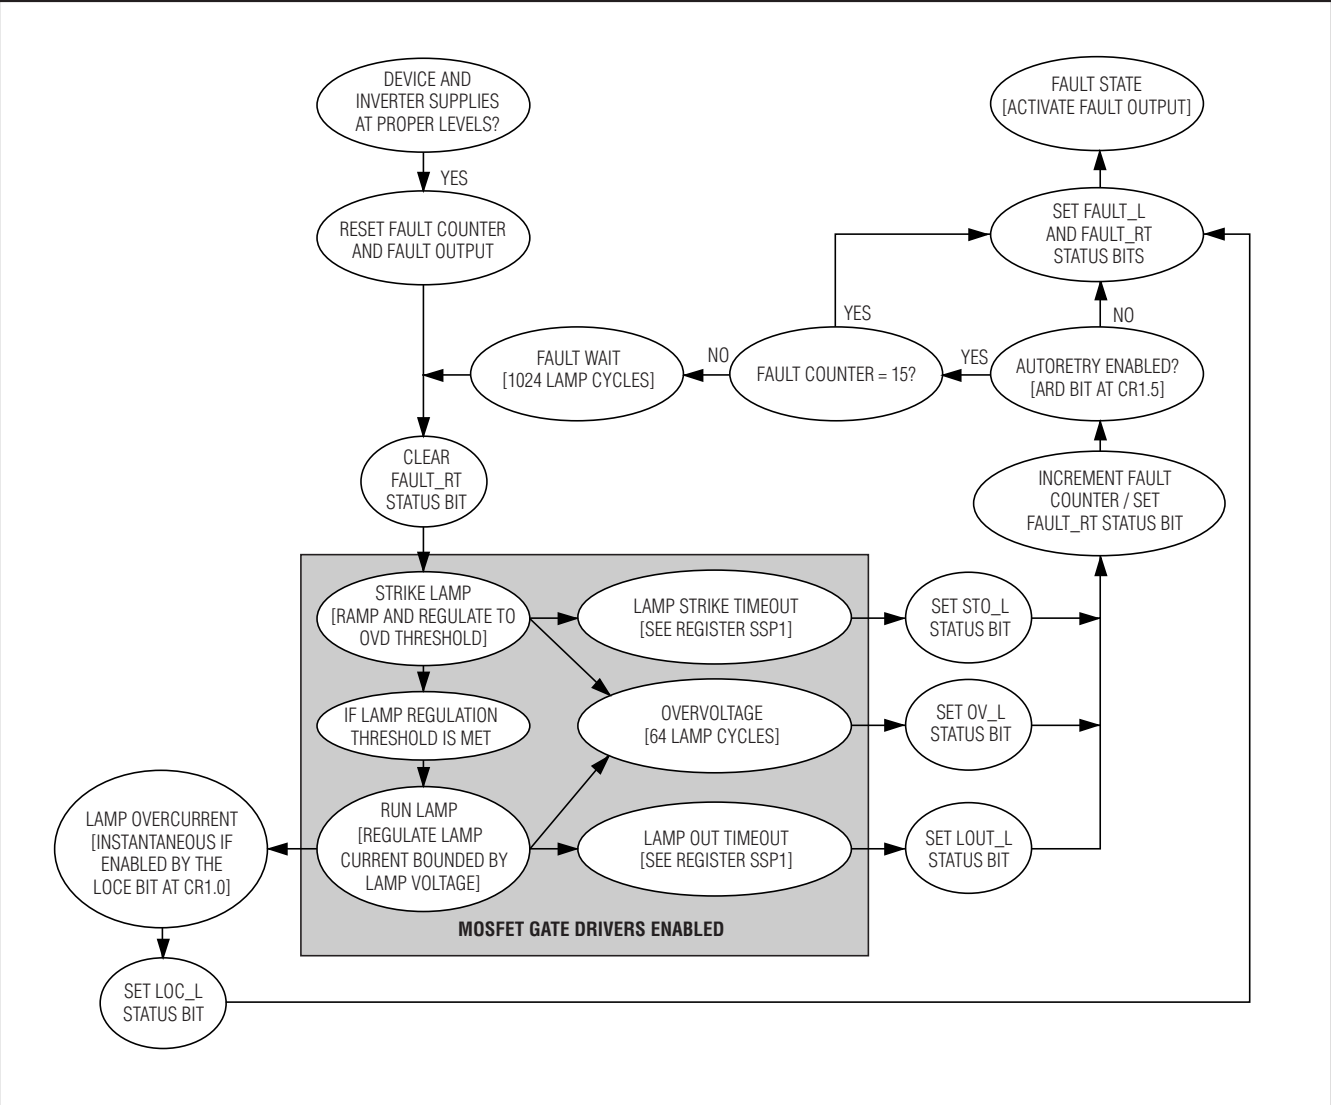 DEVICE AND
INVERTER SUPPLIES
AT PROPER LEVELS?
YES
RESET FAULT COUNTER
AND FAULT OUTPUT
FAULT STATE
[ACTIVATE FAULT OUTPUT]
SET FAULT_L
AND FAULT_RT
STATUS BITS
NO
YES
AUTORETRY ENABLED?
[ARD BIT AT CR1.5]
YES
FAULT COUNTER = 15?
NO
FAULT WAIT
[1024 LAMP CYCLES]
CLEAR
FAULT_RT
STATUS BIT
INCREMENT FAULT
COUNTER / SET
FAULT_RT STATUS BIT
STRIKE LAMP
[RAMP AND REGULATE TO
OVD THRESHOLD]
LAMP STRIKE TIMEOUT
[SEE REGISTER SSP1]
SET STO_L
STATUS BIT
IF LAMP REGULATION
THRESHOLD IS MET
OVERVOLTAGE
[64 LAMP CYCLES]
SET OV_L
STATUS BIT
RUN LAMP
[REGULATE LAMP
CURRENT BOUNDED BY
LAMP VOLTAGE]
LAMP OUT TIMEOUT
[SEE REGISTER SSP1]
SET LOUT_L
STATUS BIT
LAMP OVERCURRENT
[INSTANTANEOUS IF
ENABLED BY THE
LOCE BIT AT CR1.0]
MOSFET GATE DRIVERS ENABLED
SET LOC_L
STATUS BIT